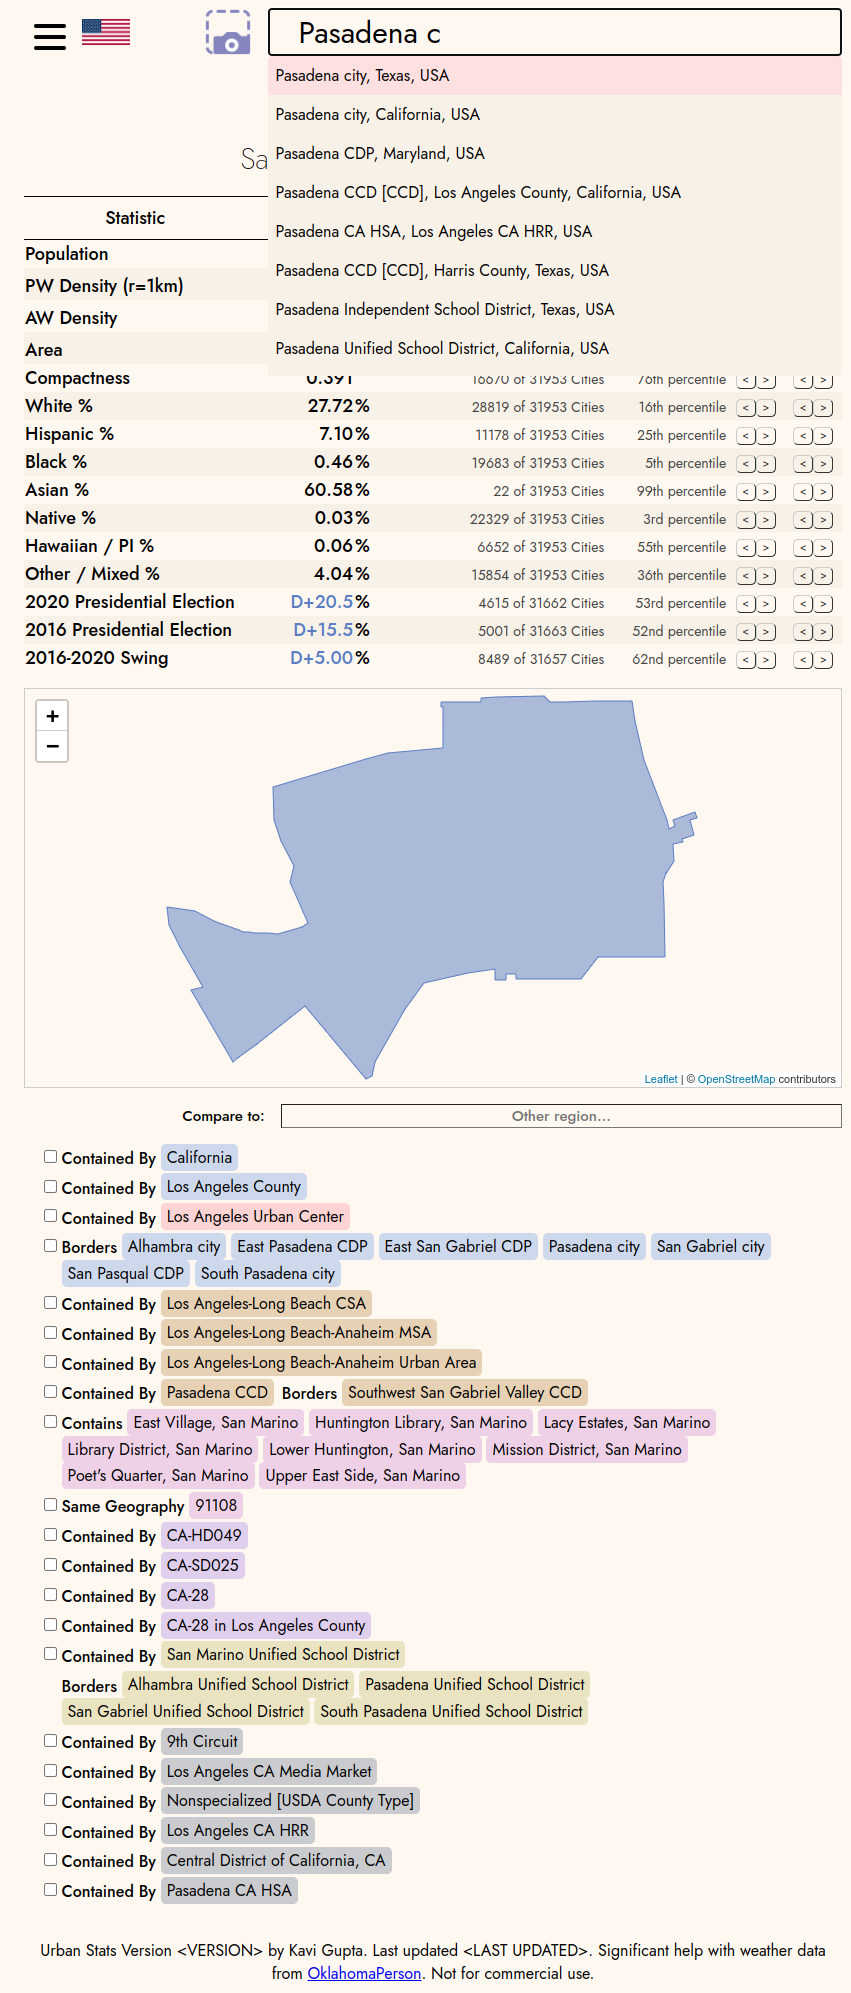 Pasadena c
Pasadena city, Texas, USA
Pasadena city, California, USA
Pasadena CDP, Maryland, USA
Pasadena CCD [CCD], Los Angeles County, California, USA
Pasadena CA HSA, Los Angeles CA HRR, USA
Pasadena CCD [CCD], Harris County, Texas, USA
Pasadena Independent School District, Texas, USA
Pasadena Unified School District, California, USA
Sa
Statistic
Population
PW Density (r=1km)
AW Density
Area
Compactness 0.391 16670 of 31953 Cities 76th percentile < > < >
White % 27.72% 28819 of 31953 Cities 16th percentile < > < >
Hispanic % 7.10% 11178 of 31953 Cities 25th percentile < > < >
Black % 0.46% 19683 of 31953 Cities 5th percentile < > < >
Asian % 60.58% 22 of 31953 Cities 99th percentile < > < >
Native % 0.03% 22329 of 31953 Cities 3rd percentile < > < >
Hawaiian / PI % 0.06% 6652 of 31953 Cities 55th percentile < > < >
Other / Mixed % 4.04% 15854 of 31953 Cities 36th percentile < > < >
2020 Presidential Election D+20.5% 4615 of 31662 Cities 53rd percentile < > < >
2016 Presidential Election D+15.5% 5001 of 31663 Cities 52nd percentile < > < >
2016-2020 Swing D+5.00% 8489 of 31657 Cities 62nd percentile < > < >
+
−
Leaflet | © OpenStreetMap contributors
Compare to: Other region...
Contained By California
Contained By Los Angeles County
Contained By Los Angeles Urban Center
Borders Alhambra city East Pasadena CDP East San Gabriel CDP Pasadena city San Gabriel city
San Pasqual CDP South Pasadena city
Contained By Los Angeles-Long Beach CSA
Contained By Los Angeles-Long Beach-Anaheim MSA
Contained By Los Angeles-Long Beach-Anaheim Urban Area
Contained By Pasadena CCD Borders Southwest San Gabriel Valley CCD
Contains East Village, San Marino Huntington Library, San Marino Lacy Estates, San Marino
Library District, San Marino Lower Huntington, San Marino Mission District, San Marino
Poet's Quarter, San Marino Upper East Side, San Marino
Same Geography 91108
Contained By CA-HD049
Contained By CA-SD025
Contained By CA-28
Contained By CA-28 in Los Angeles County
Contained By San Marino Unified School District
Borders Alhambra Unified School District Pasadena Unified School District
San Gabriel Unified School District South Pasadena Unified School District
Contained By 9th Circuit
Contained By Los Angeles CA Media Market
Contained By Nonspecialized [USDA County Type]
Contained By Los Angeles CA HRR
Contained By Central District of California, CA
Contained By Pasadena CA HSA
Urban Stats Version <VERSION> by Kavi Gupta. Last updated <LAST UPDATED>. Significant help with weather data
from OklahomaPerson. Not for commercial use.